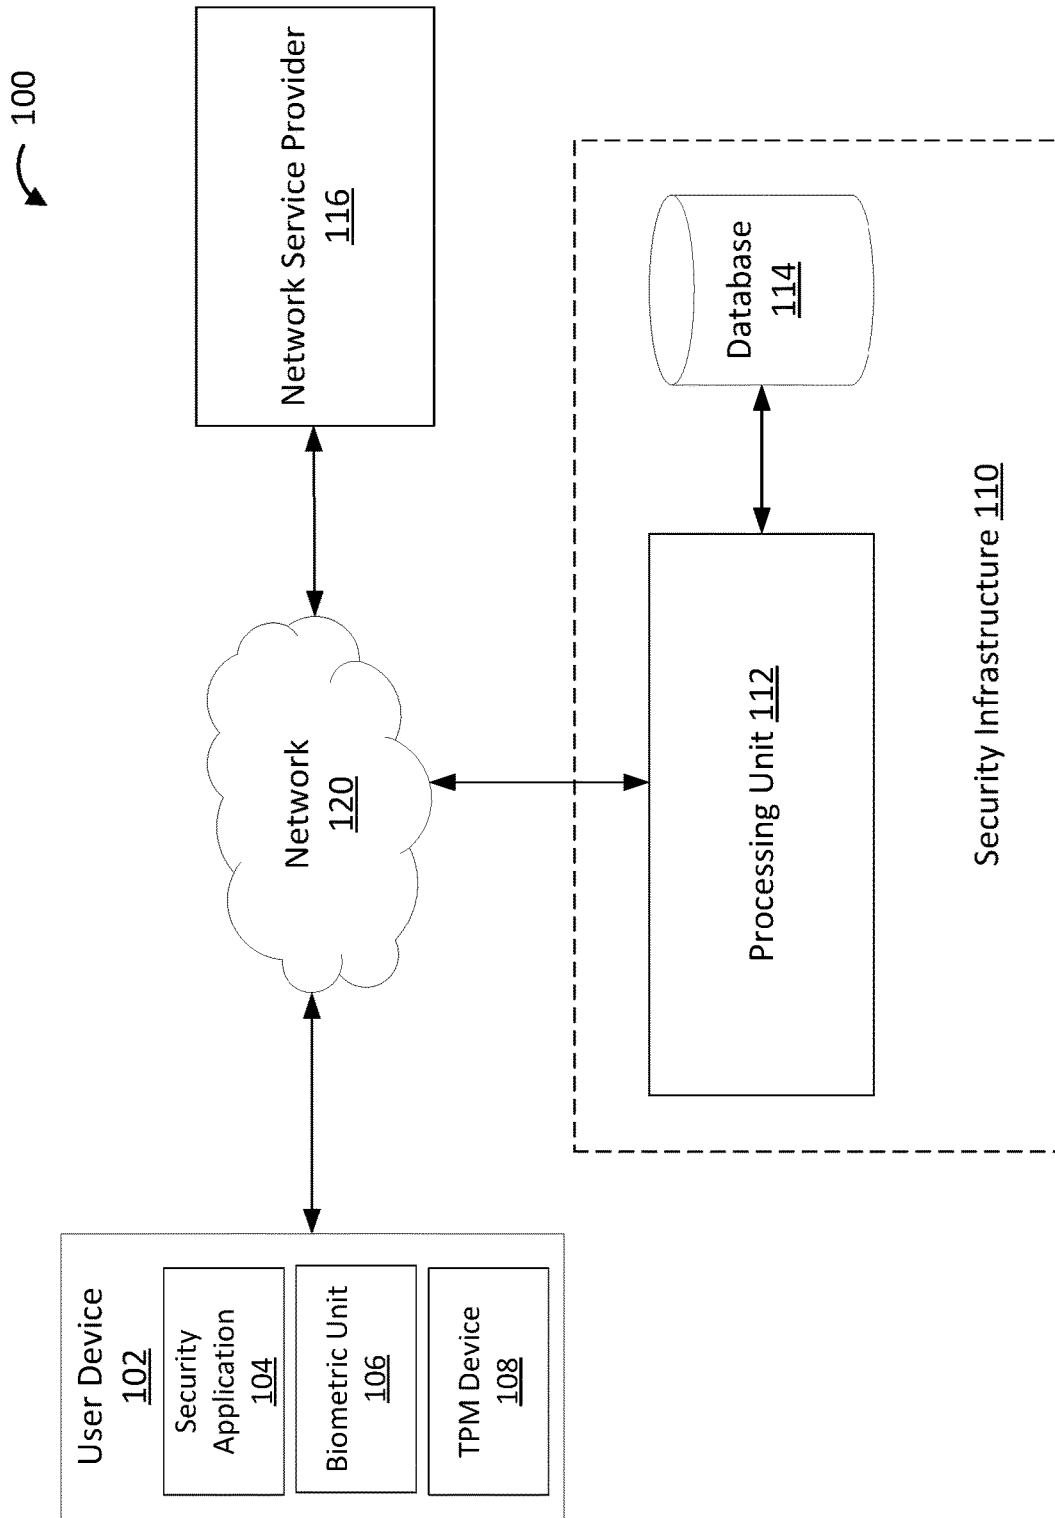 100
User Device
102
Security
Application
104
Biometric Unit
106
TPM Device
108
Network
120
Network Service Provider
116
Processing Unit 112
Database
114
Security Infrastructure 110